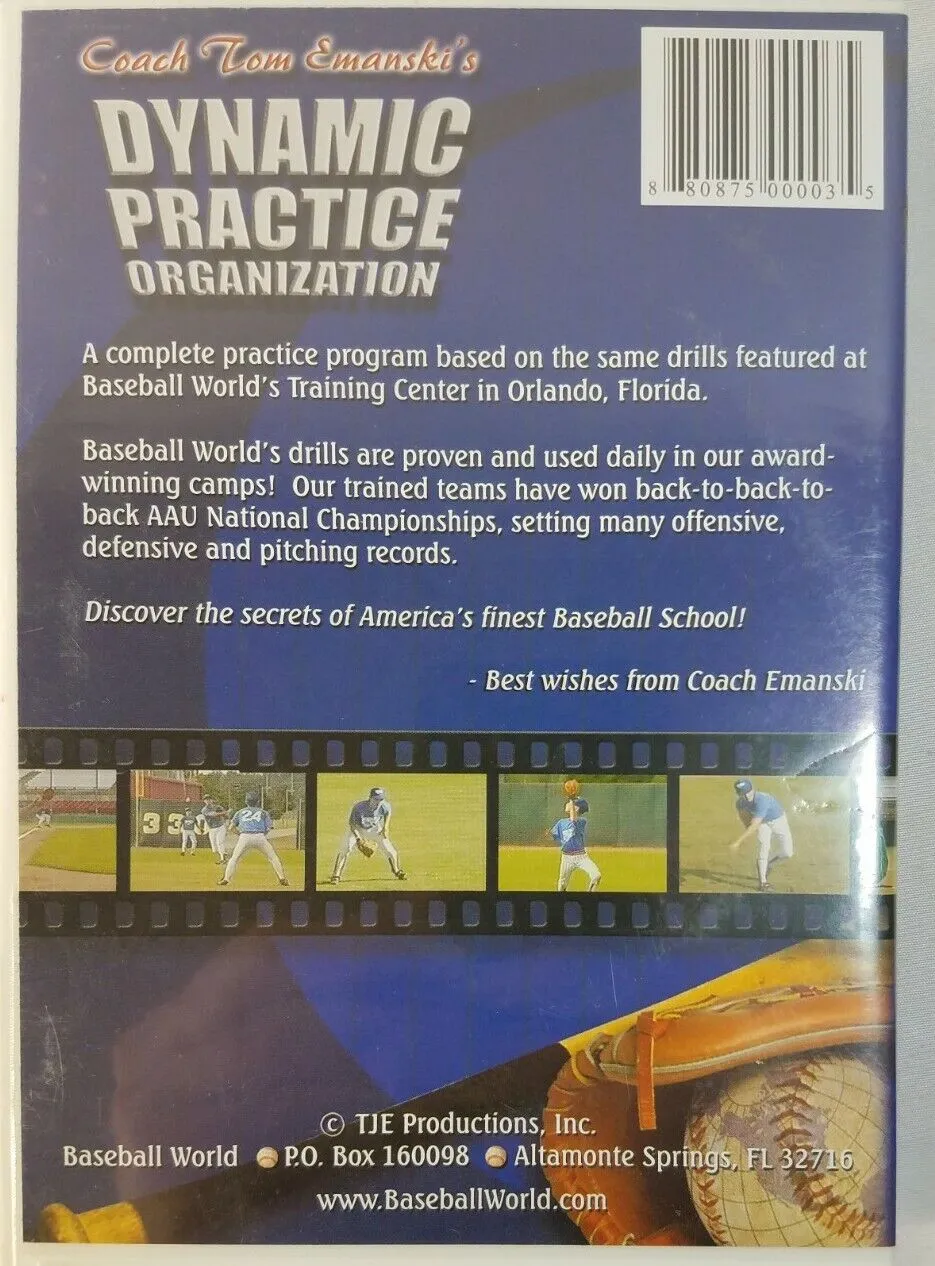 Coach Tom Emanski's
DYNAMIC
PRACTICE
ORGANIZATION
8 80875 00003 5
A complete practice program based on the same drills featured at
Baseball World's Training Center in Orlando, Florida.
Baseball World's drills are proven and used daily in our award-
winning camps! Our trained teams have won back-to-back-to-
back AAU National Championships, setting many offensive,
defensive and pitching records.
Discover the secrets of America's finest Baseball School!
- Best wishes from Coach Emanski
24
© TJE Productions, Inc.
Baseball World P.O. Box 160098 Altamonte Springs, FL 32716
www.BaseballWorld.com